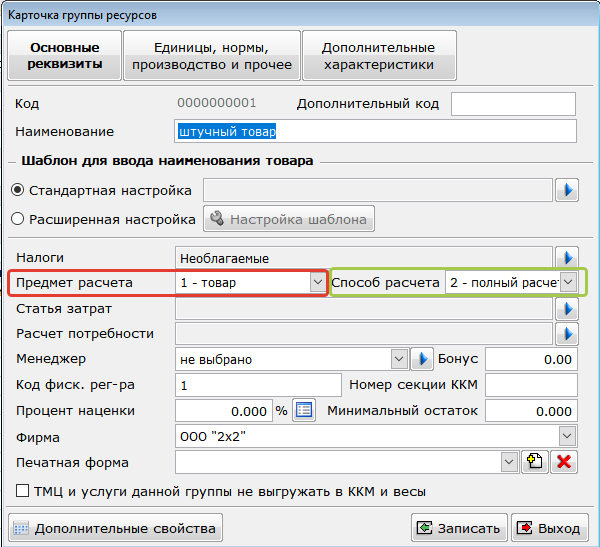 Карточка группы ресурсов
Основные реквизиты
Единицы, нормы, производство и прочее
Дополнительные характеристики
Код 0000000001 Дополнительный код
Наименование штучный товар
Шаблон для ввода наименования товара
Стандартная настройка
Расширенная настройка Настройка шаблона
Налоги Необлагаемые
Предмет расчета 1 - товар Способ расчета 2 - полный расчет
Статья затрат
Расчет потребности
Менеджер не выбрано Бонус 0.00
Код фиск. рег-ра 1 Номер секции ККМ
Процент наценки 0.000 % Минимальный остаток 0.000
Фирма ООО "2х2"
Печатная форма
ТМЦ и услуги данной группы не выгружать в ККМ и весы
Дополнительные свойства Записать Выход